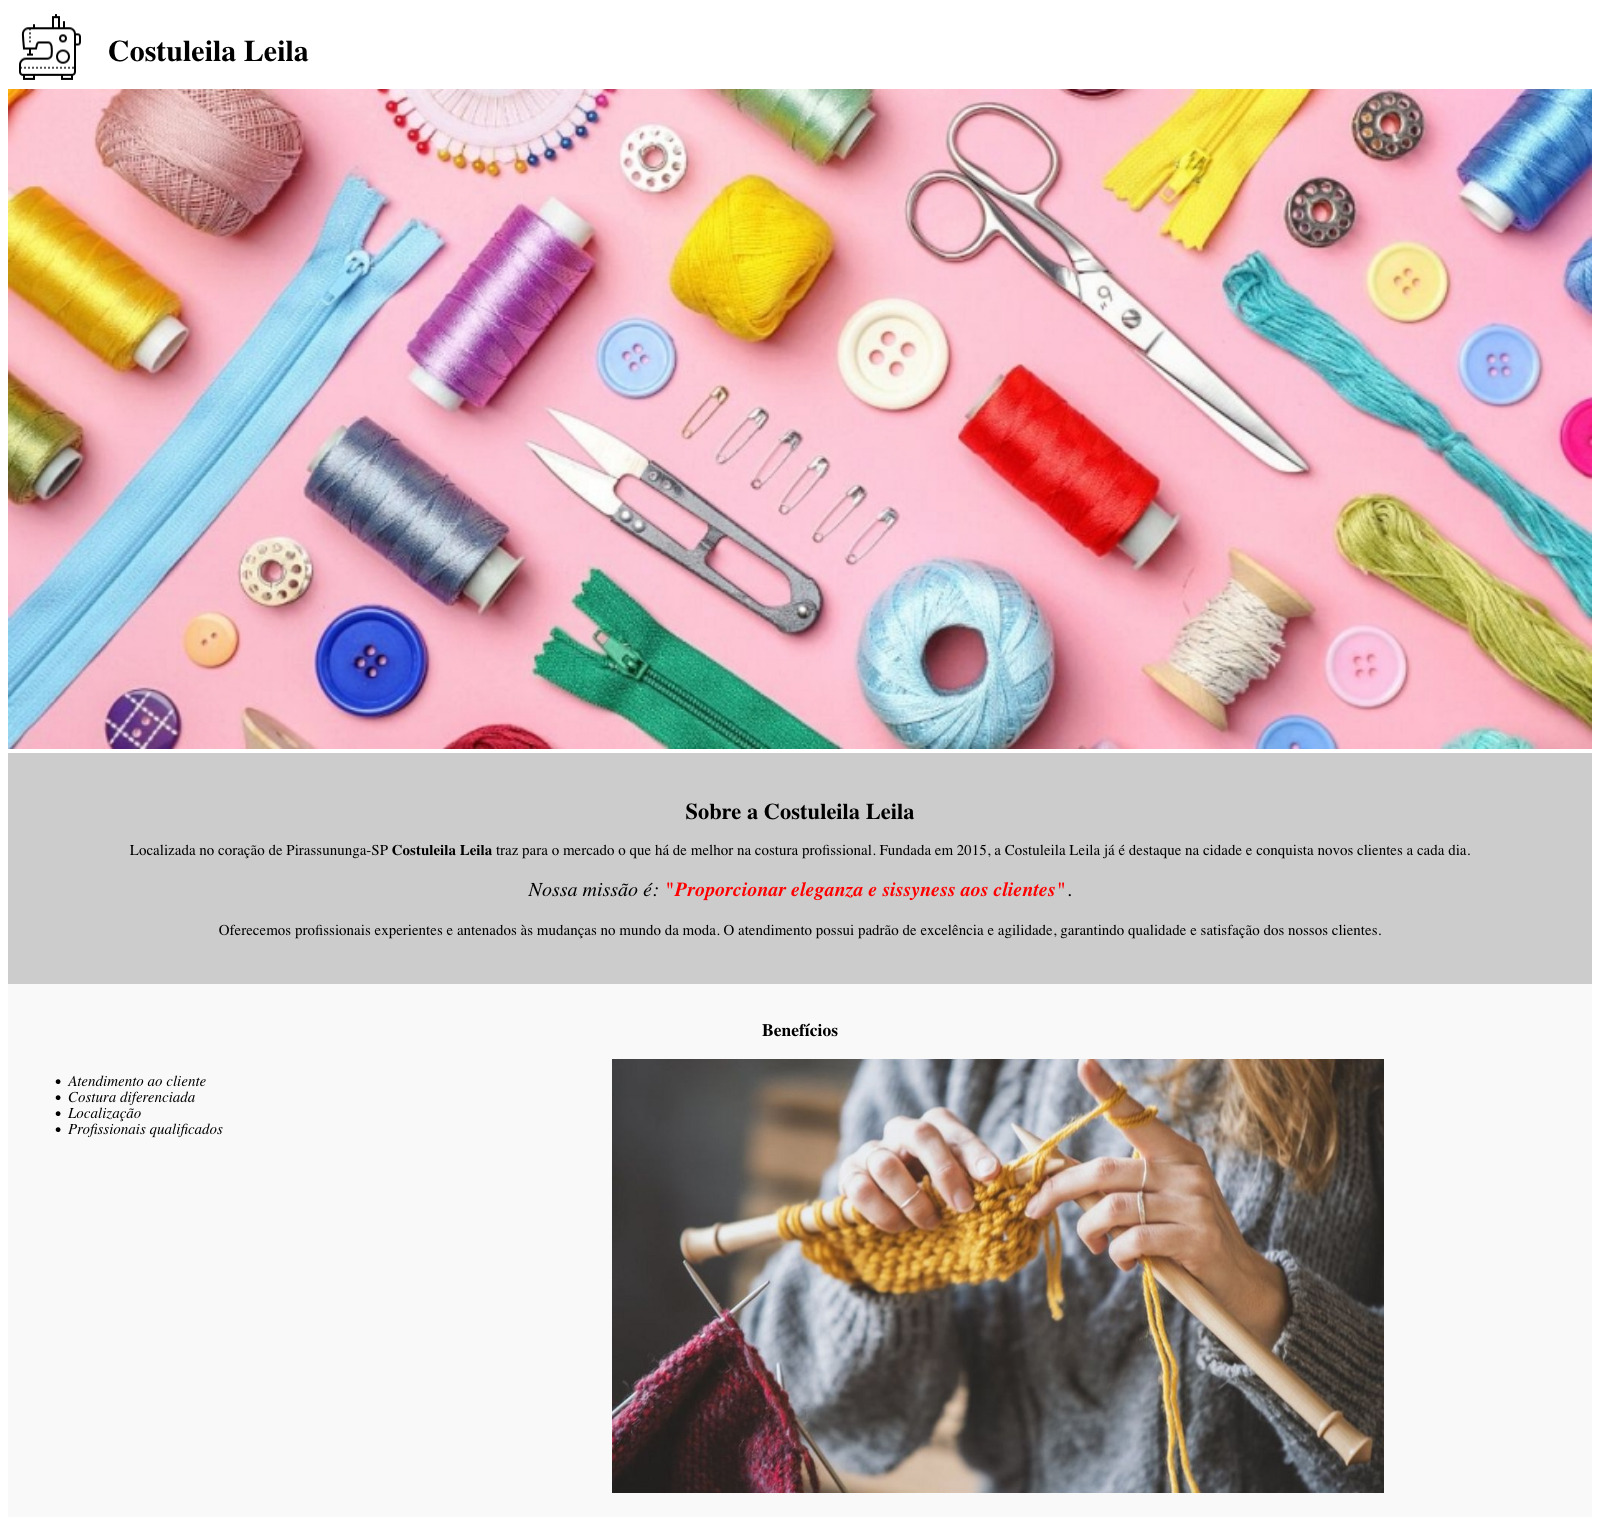 Costuleila Leila
Sobre a Costuleila Leila
Localizada no coração de Pirassununga-SP Costuleila Leila traz para o mercado o que há de melhor na costura profissional. Fundada em 2015, a Costuleila Leila já é destaque na cidade e conquista novos clientes a cada dia.
Nossa missão é: "Proporcionar eleganza e sissyness aos clientes" .
Oferecemos profissionais experientes e antenados às mudanças no mundo da moda. O atendimento possui padrão de excelência e agilidade, garantindo qualidade e satisfação dos nossos clientes.
Benefícios
• Atendimento ao cliente
• Costura diferenciada
• Localização
• Profissionais qualificados